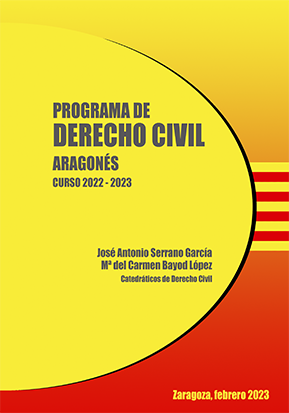 PROGRAMA DE
DERECHO CIVIL
ARAGONÉS
CURSO 2022 - 2023
José Antonio Serrano García
Mª del Carmen Bayod López
Catedráticos de Derecho Civil
Zaragoza, febrero 2023